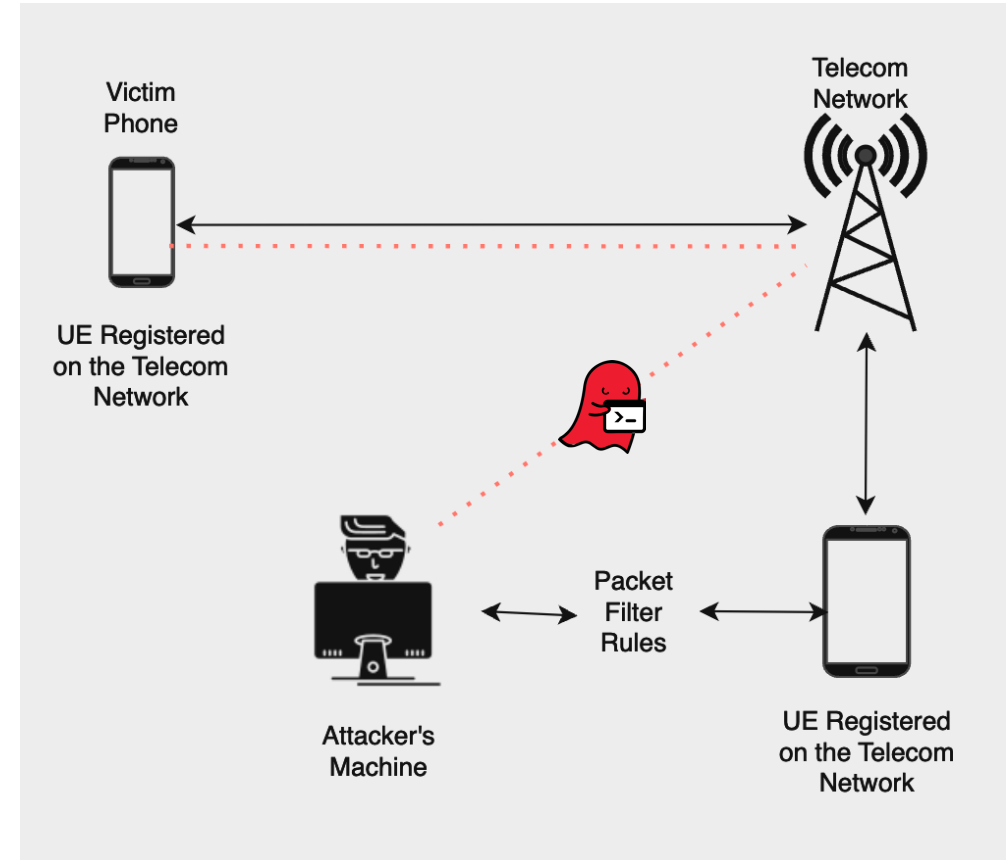 Victim
Phone
Telecom
Network
UE Registered
on the Telecom
Network
>_
Packet
Filter
Rules
Attacker's
Machine
UE Registered
on the Telecom
Network